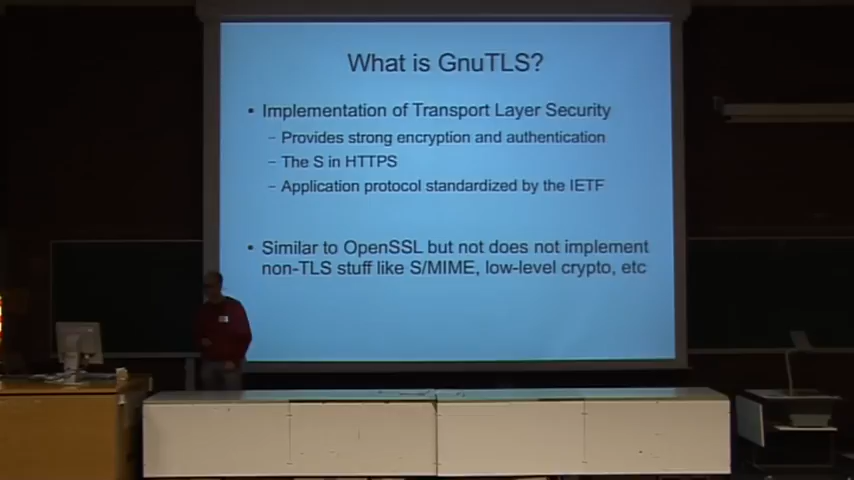 What is GnuTLS?
• Implementation of Transport Layer Security
– Provides strong encryption and authentication
– The S in HTTPS
– Application protocol standardized by the IETF
• Similar to OpenSSL but not does not implement
non-TLS stuff like S/MIME, low-level crypto, etc